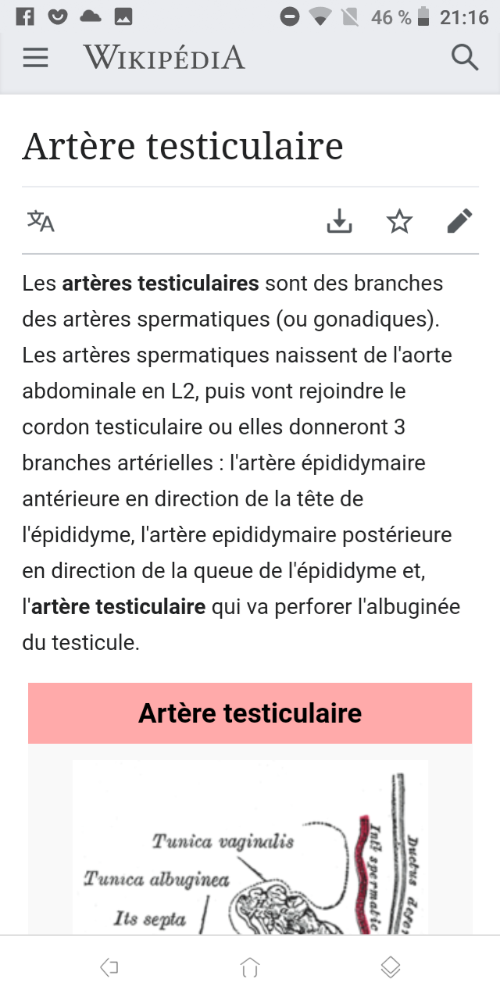 46 % 21:16
WIKIPÉDIA
Artère testiculaire
Les artères testiculaires sont des branches
des artères spermatiques (ou gonadiques).
Les artères spermatiques naissent de l'aorte
abdominale en L2, puis vont rejoindre le
cordon testiculaire ou elles donneront 3
branches artérielles : l'artère épididymaire
antérieure en direction de la tête de
l'épididyme, l'artère epididymaire postérieure
en direction de la queue de l'épididyme et,
l'artère testiculaire qui va perforer l'albuginée
du testicule.
Artère testiculaire
Tunica vaginalis
Tunica albuginea
Its septa
Intl spermatic
Ductus defer